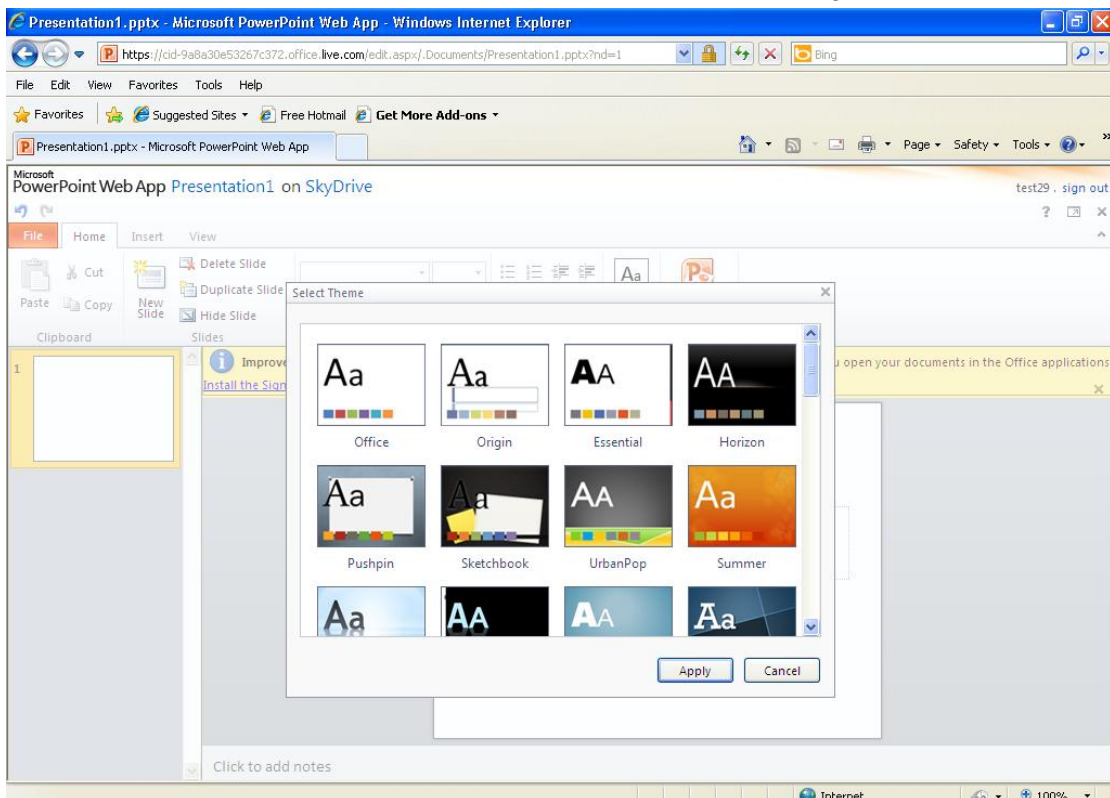 Presentation1.pptx - Microsoft PowerPoint Web App - Windows Internet Explorer
https://cid-9a8a30e53267c372.office.live.com/edit.aspx/.Documents/Presentation1.pptx?nd=1 Bing
File Edit View Favorites Tools Help
Favorites Suggested Sites Free Hotmail Get More Add-ons
Presentation1.pptx - Microsoft PowerPoint Web App Page Safety Tools
Microsoft
PowerPoint Web App Presentation1 on SkyDrive test29 . sign out
File Home Insert View
Paste Cut Copy New Slide Delete Slide Aa
Duplicate Slide
Hide Slide
Clipboard Slides
Select Theme
1 Improve u open your documents in the Office applications
Install the Sign
Aa Aa AA AA
Office Origin Essential Horizon
Aa Aa AA Aa
Pushpin Sketchbook UrbanPop Summer
Aa AA AA Aa
Apply Cancel
Click to add notes
Internet 100%